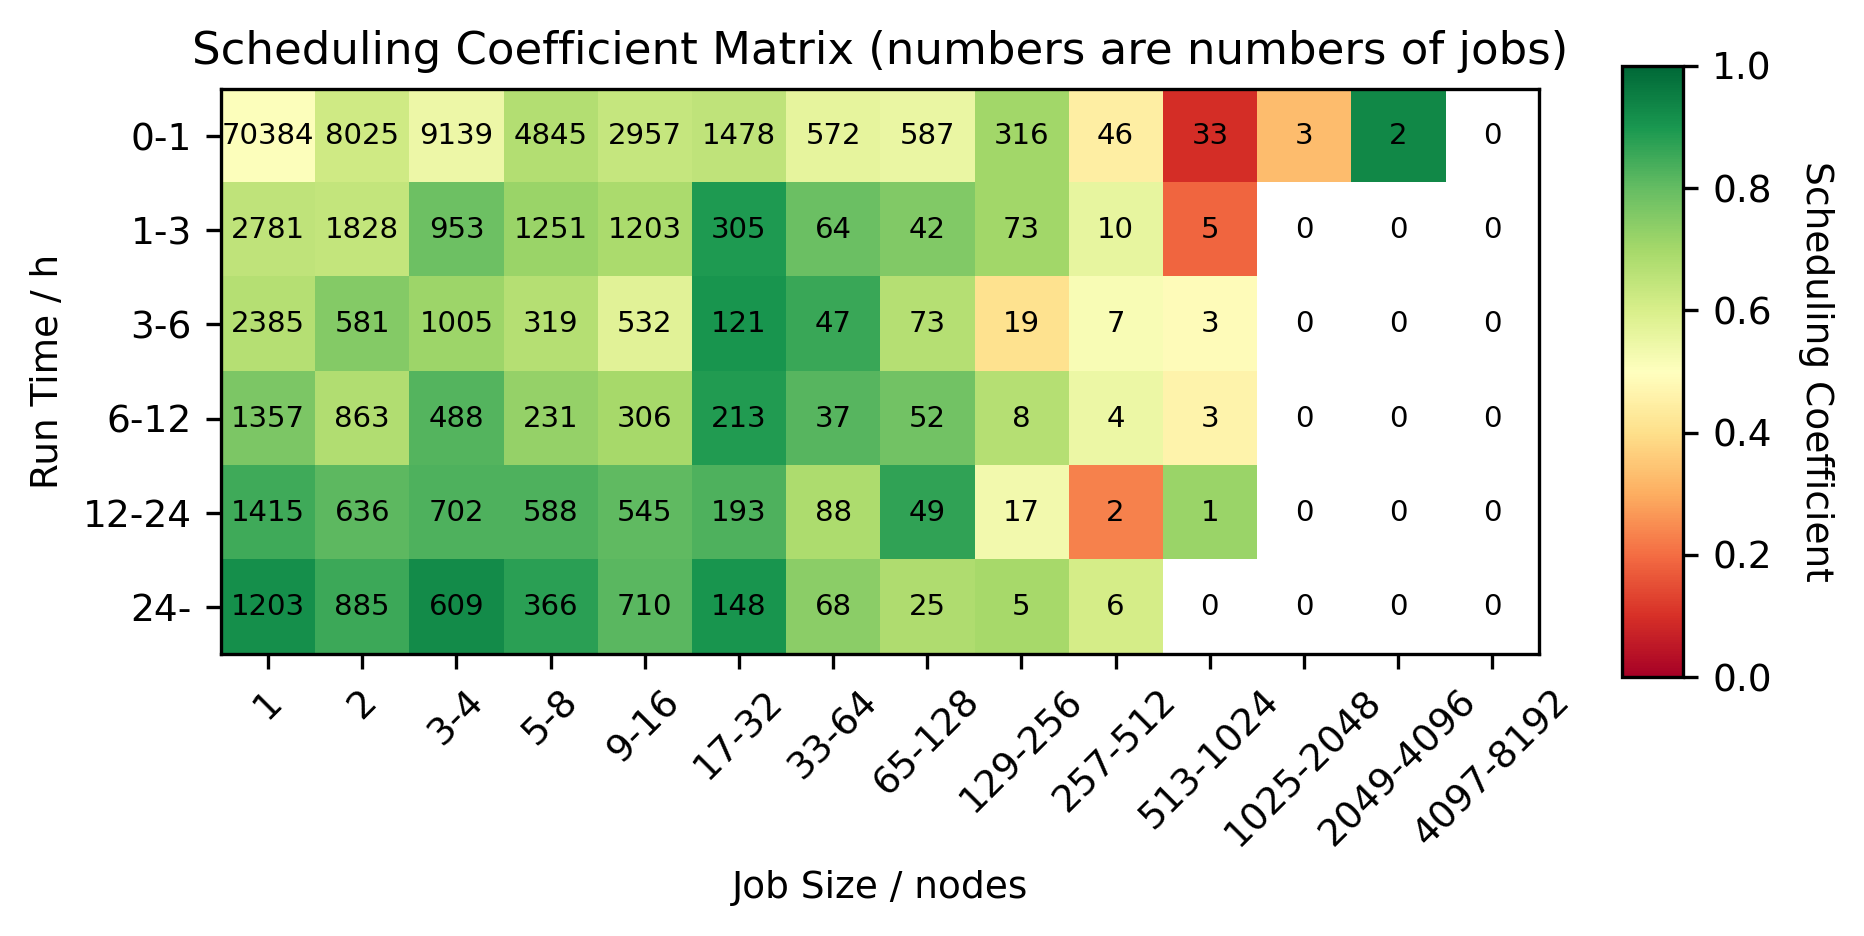 Scheduling Coefficient Matrix (numbers are numbers of jobs)
0-1 70384 8025 9139 4845 2957 1478 572 587 316 46 33 3 2 0
1-3 2781 1828 953 1251 1203 305 64 42 73 10 5 0 0 0
3-6 2385 581 1005 319 532 121 47 73 19 7 3 0 0 0
6-12 1357 863 488 231 306 213 37 52 8 4 3 0 0 0
12-24 1415 636 702 588 545 193 88 49 17 2 1 0 0 0
24- 1203 885 609 366 710 148 68 25 5 6 0 0 0 0
Run Time / h
1 2 3-4 5-8 9-16 17-32 33-64 65-128 129-256 257-512 513-1024 1025-2048 2049-4096 4097-8192
Job Size / nodes
1.0
0.8
0.6
0.4
0.2
0.0
Scheduling Coefficient